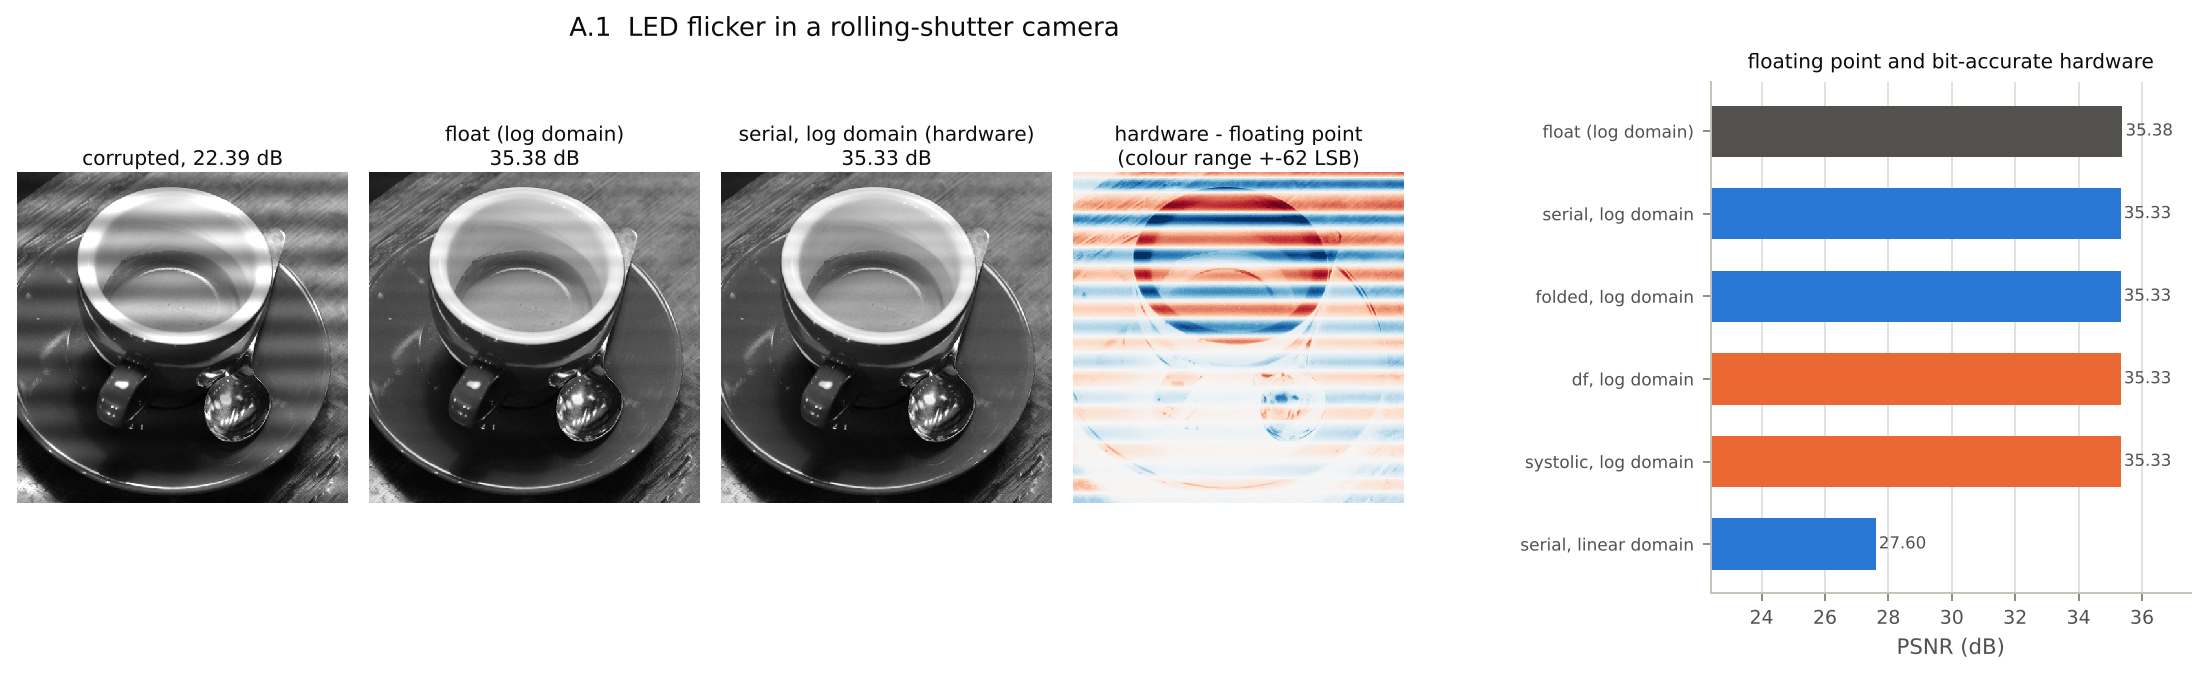 A.1 LED flicker in a rolling-shutter camera
corrupted, 22.39 dB
float (log domain)
35.38 dB
serial, log domain (hardware)
35.33 dB
hardware - floating point
(colour range +-62 LSB)
floating point and bit-accurate hardware
float (log domain)
35.38
serial, log domain
35.33
folded, log domain
35.33
df, log domain
35.33
systolic, log domain
35.33
serial, linear domain
27.60
24 26 28 30 32 34 36
PSNR (dB)